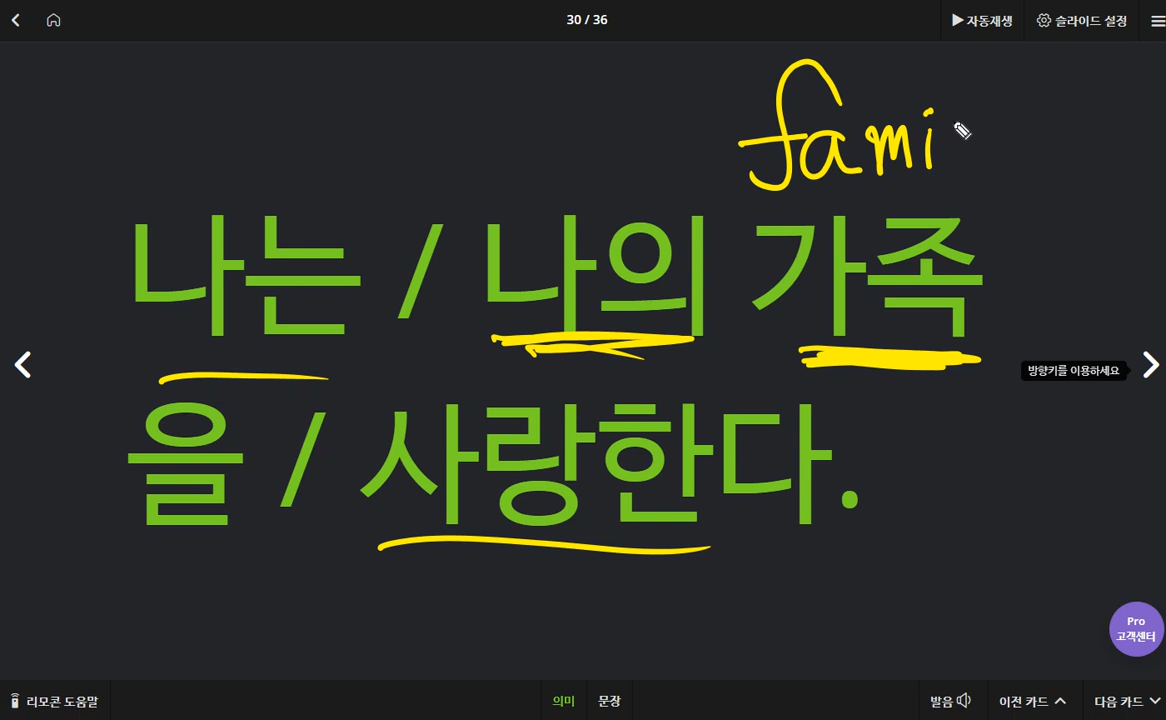 30 / 36
자동재생
슬라이드 설정
fami
나는 / 나의 가족
을 / 사랑한다.
방향키를 이용하세요
Pro
고객센터
리모콘 도움말
의미
문장
발음
이전 카드
다음 카드